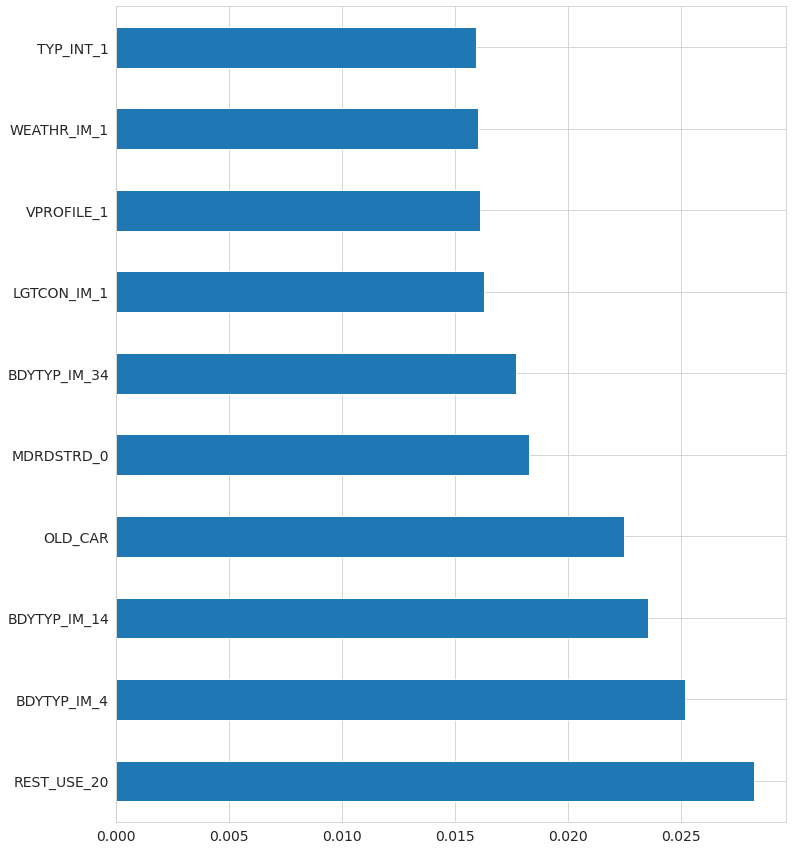 TYP_INT_1
WEATHR_IM_1
VPROFILE_1
LGTCON_IM_1
BDYTYP_IM_34
MDRDSTRD_0
OLD_CAR
BDYTYP_IM_14
BDYTYP_IM_4
REST_USE_20
0.000 0.005 0.010 0.015 0.020 0.025